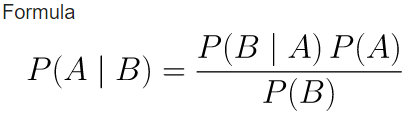 Formula
P(A | B) = P(B | A) P(A) / P(B)